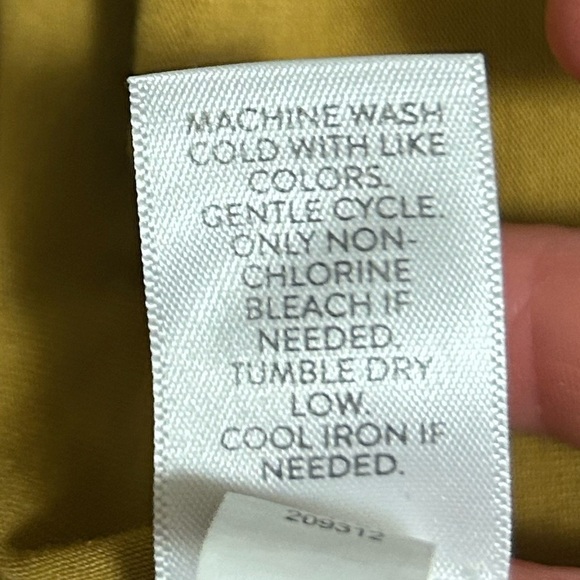 MACHINE WASH
COLD WITH LIKE
COLORS.
GENTLE CYCLE.
ONLY NON-
CHLORINE
BLEACH IF
NEEDED.
TUMBLE DRY
LOW.
COOL IRON IF
NEEDED.
209312